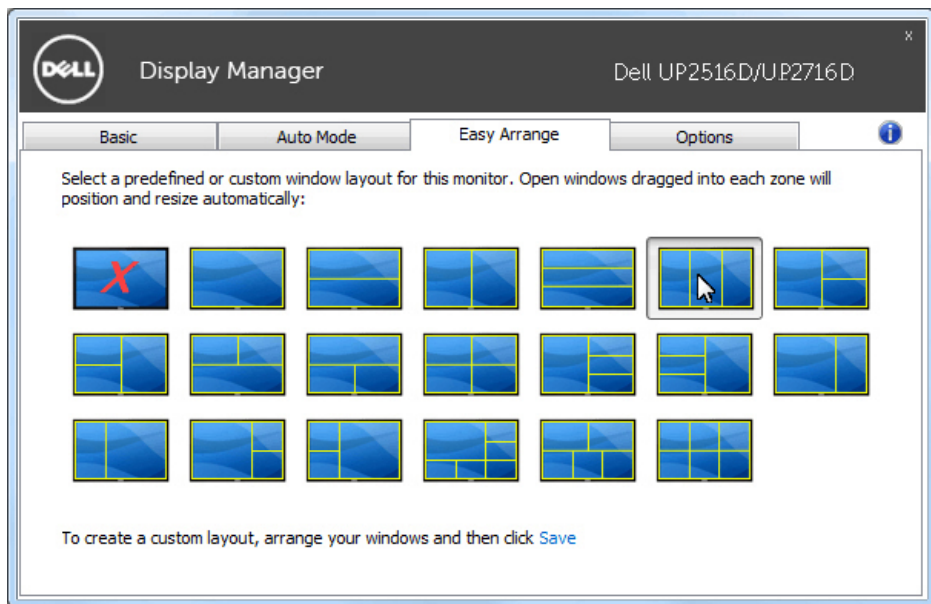 x
DELL
Display Manager
Dell UP2516D/UP2716D
Basic
Auto Mode
Easy Arrange
Options
i
Select a predefined or custom window layout for this monitor. Open windows dragged into each zone will
position and resize automatically:
X
To create a custom layout, arrange your windows and then click Save